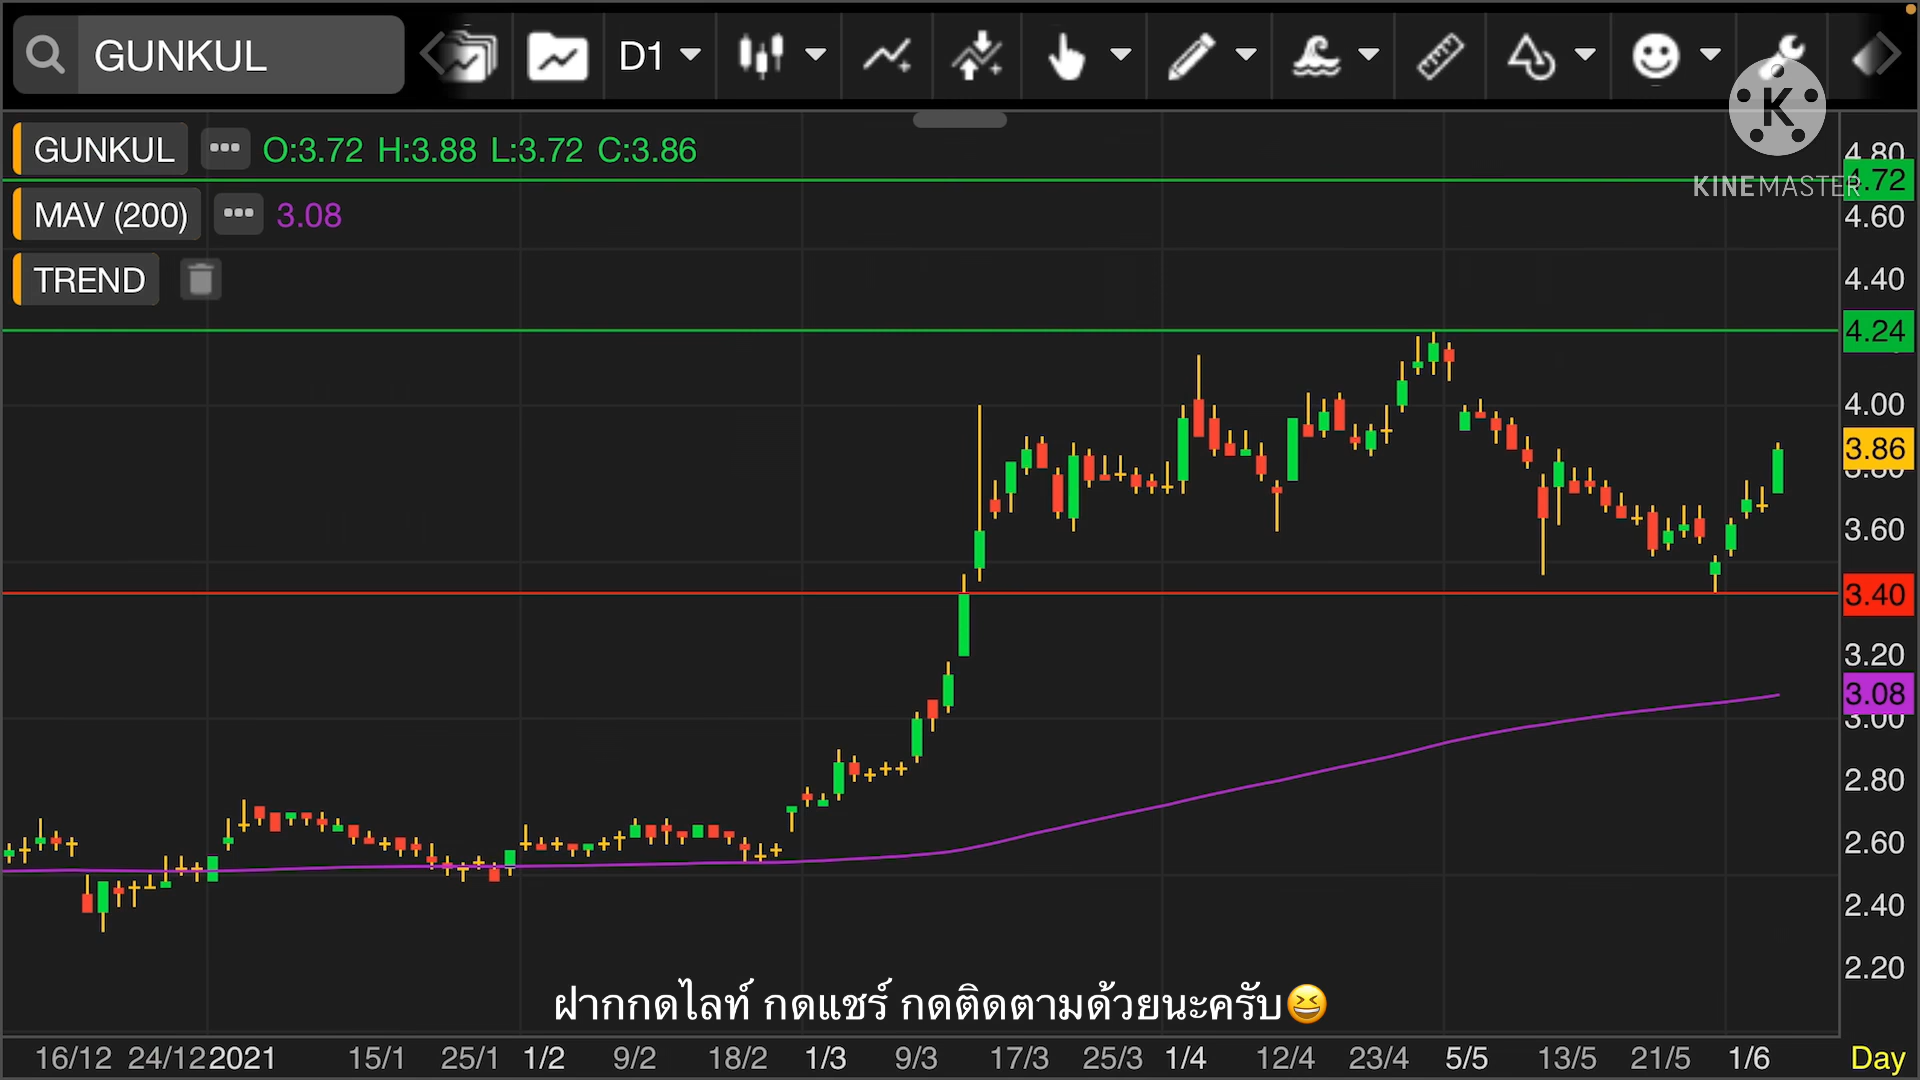 GUNKUL
D1
GUNKUL ••• O:3.72 H:3.88 L:3.72 C:3.86
MAV (200) ••• 3.08
TREND
K
KINEMASTER
4.80
4.72
4.60
4.40
4.24
4.00
3.86
3.80
3.60
3.40
3.20
3.08
3.00
2.80
2.60
2.40
2.20
ฝากกดไลท์ กดแชร์ กดติดตามด้วยนะครับ😆
16/12 24/12 2021 15/1 25/1 1/2 9/2 18/2 1/3 9/3 17/3 25/3 1/4 12/4 23/4 5/5 13/5 21/5 1/6 Day